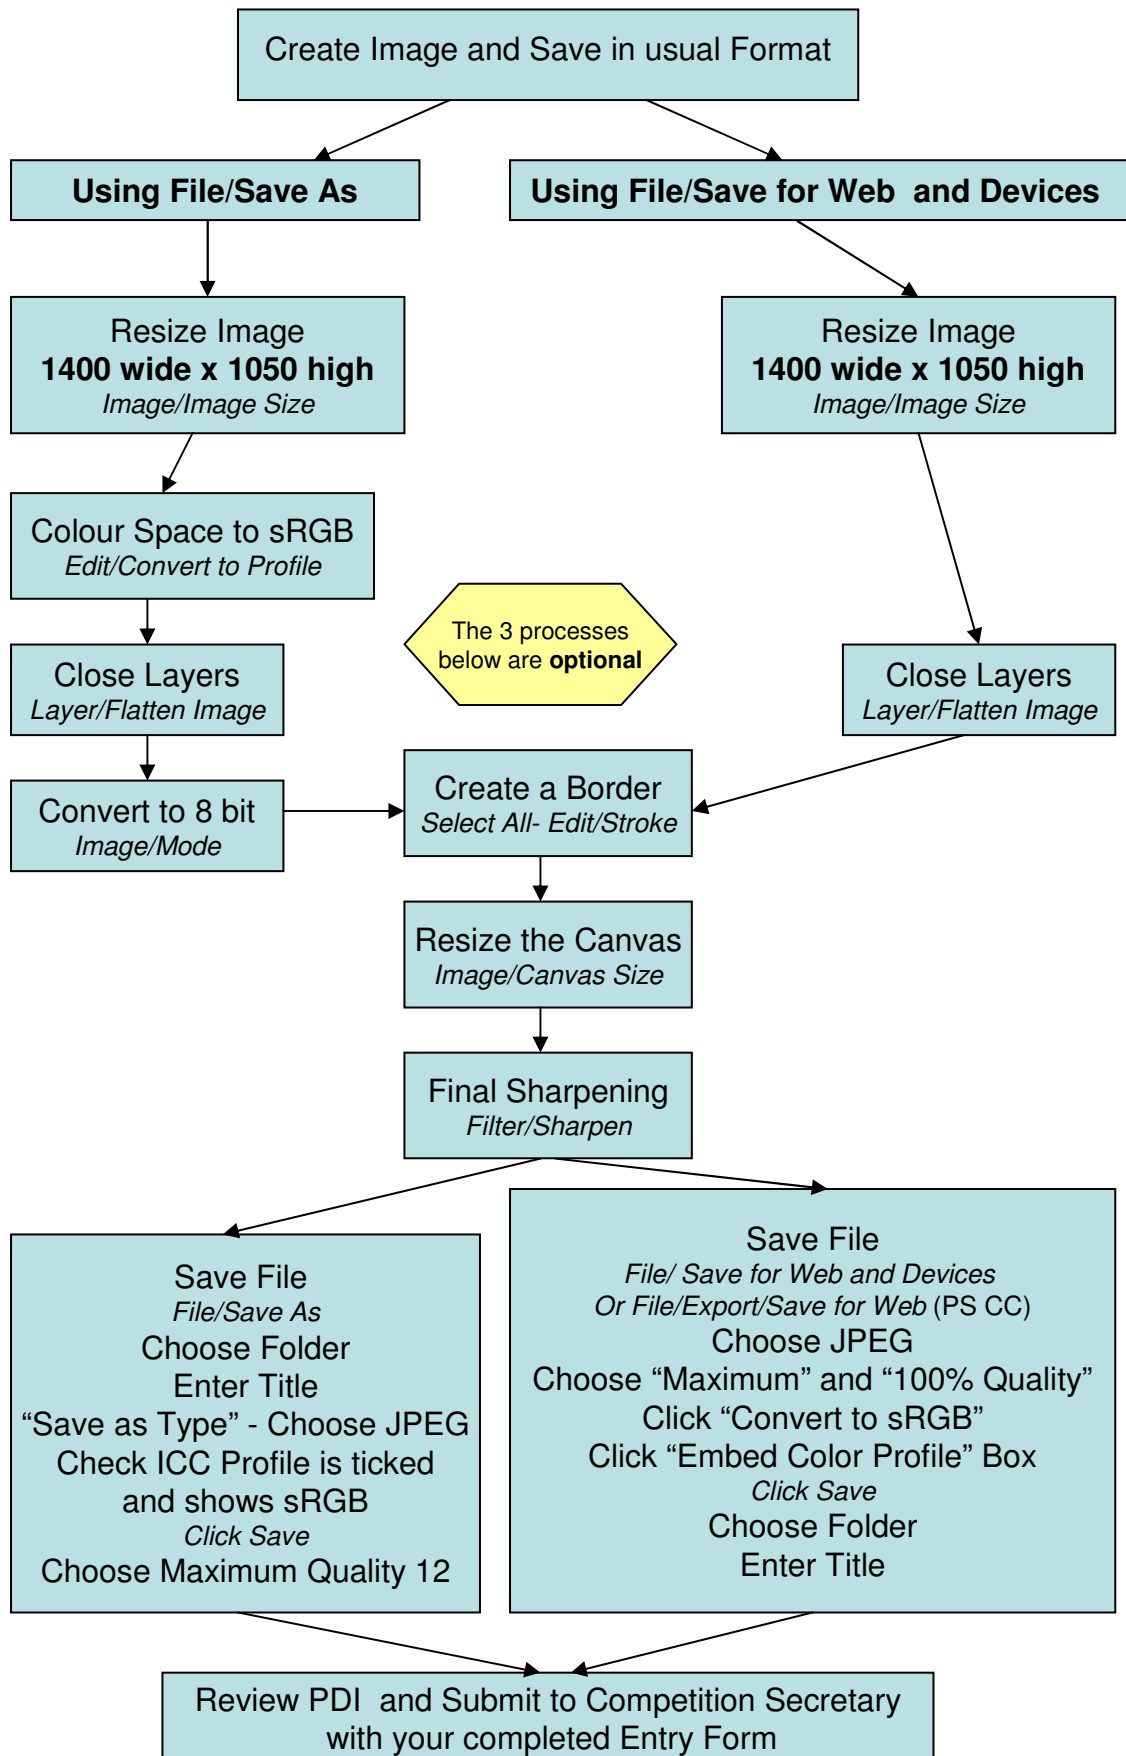 Create Image and Save in usual Format
Using File/Save As
Using File/Save for Web and Devices
Resize Image
1400 wide x 1050 high
Image/Image Size
Resize Image
1400 wide x 1050 high
Image/Image Size
Colour Space to sRGB
Edit/Convert to Profile
The 3 processes
below are optional
Close Layers
Layer/Flatten Image
Close Layers
Layer/Flatten Image
Convert to 8 bit
Image/Mode
Create a Border
Select All- Edit/Stroke
Resize the Canvas
Image/Canvas Size
Final Sharpening
Filter/Sharpen
Save File
File/Save As
Choose Folder
Enter Title
“Save as Type” - Choose JPEG
Check ICC Profile is ticked
and shows sRGB
Click Save
Choose Maximum Quality 12
Save File
File/ Save for Web and Devices
Or File/Export/Save for Web (PS CC)
Choose JPEG
Choose “Maximum” and “100% Quality”
Click “Convert to sRGB”
Click “Embed Color Profile” Box
Click Save
Choose Folder
Enter Title
Review PDI and Submit to Competition Secretary
with your completed Entry Form